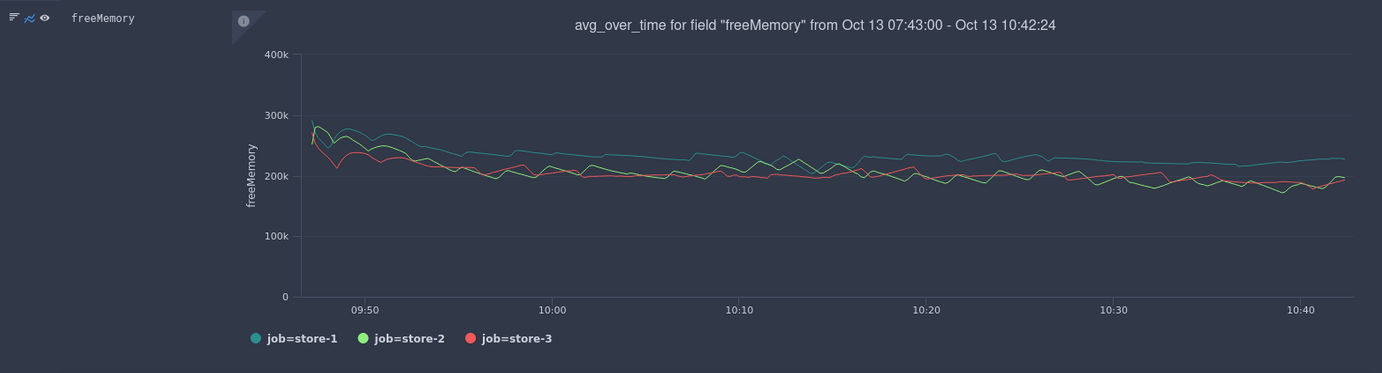 freeMemory
avg_over_time for field "freeMemory" from Oct 13 07:43:00 - Oct 13 10:42:24
freeMemory
400k
300k
200k
100k
0
09:50 10:00 10:10 10:20 10:30 10:40
job=store-1 job=store-2 job=store-3